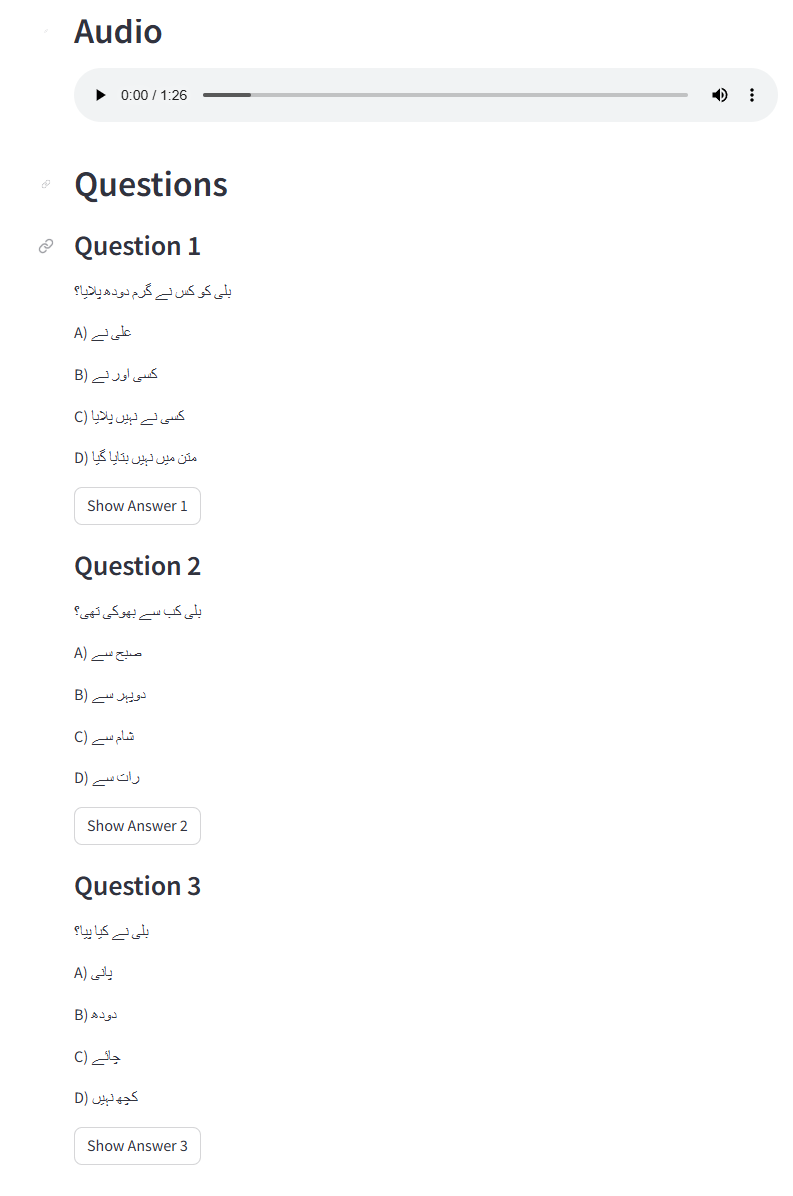 Audio
0:00 / 1:26
Questions
Question 1
بلی کو کس نے گرم دودھ پلایا؟
A) علی نے
B) کسی اور نے
C) کسی نے نہیں پلایا
D) متن میں نہیں بتایا گیا
Show Answer 1
Question 2
بلی کب سے بھوکی تھی؟
A) صبح سے
B) دوپہر سے
C) شام سے
D) رات سے
Show Answer 2
Question 3
بلی نے کیا پیا؟
A) پانی
B) دودھ
C) چائے
D) کچھ نہیں
Show Answer 3